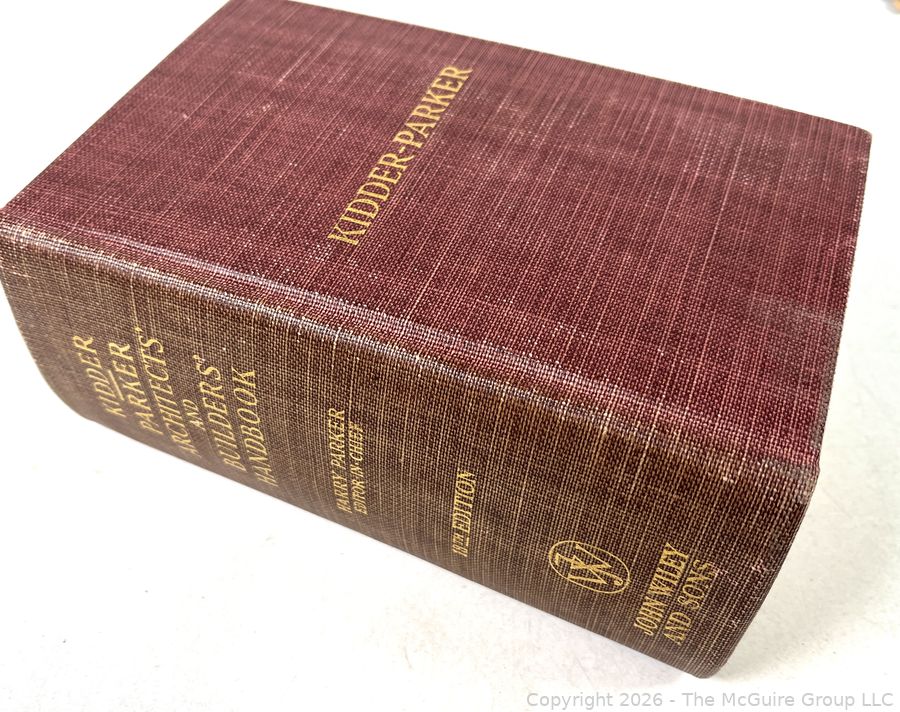 KIDDER-PARKER
KIDDER
PARKER
ARCHITECTS'
AND
BUILDERS'
HANDBOOK
HARRY PARKER
EDITOR-IN-CHIEF
18TH EDITION
JW
JOHN WILEY
AND SONS
Copyright 2026 - The McGuire Group LLC